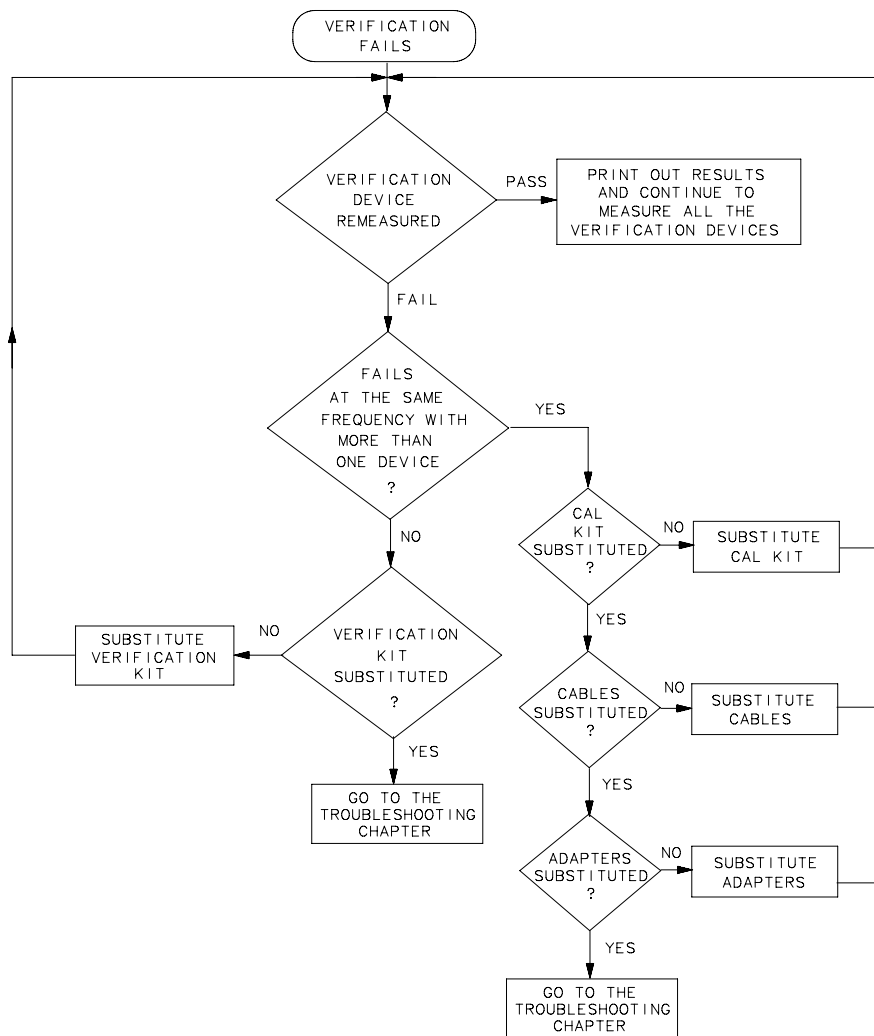 VERIFICATION
FAILS
VERIFICATION
DEVICE
REMEASURED
PASS
PRINT OUT RESULTS
AND CONTINUE TO
MEASURE ALL THE
VERIFICATION DEVICES
FAIL
FAILS
AT THE SAME
FREQUENCY WITH
MORE THAN
ONE DEVICE
?
YES
NO
CAL
KIT
SUBSTITUTED
?
NO
SUBSTITUTE
CAL KIT
YES
VERIFICATION
KIT
SUBSTITUTED
?
NO
SUBSTITUTE
VERIFICATION
KIT
YES
GO TO THE
TROUBLESHOOTING
CHAPTER
CABLES
SUBSTITUTED
?
NO
SUBSTITUTE
CABLES
YES
ADAPTERS
SUBSTITUTED
?
NO
SUBSTITUTE
ADAPTERS
YES
GO TO THE
TROUBLESHOOTING
CHAPTER